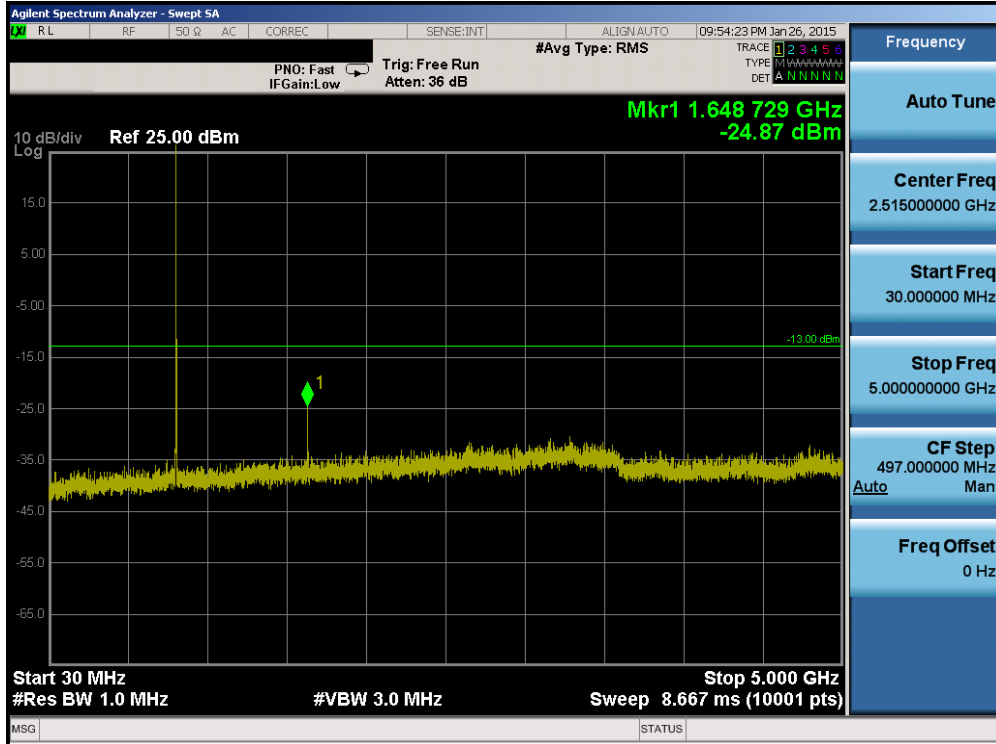 Agilent Spectrum Analyzer - Swept SA
LXI RL RF 50 Ω AC CORREC SENSE:INT ALIGN AUTO 09:54:23 PM Jan 26, 2015
#Avg Type: RMS
TRACE 1 2 3 4 5 6
TYPE M
DET A N N N N N
PNO: Fast
IFGain:Low
Trig: Free Run
Atten: 36 dB
Mkr1 1.648 729 GHz
-24.87 dBm
10 dB/div
Log
Ref 25.00 dBm
15.0
5.00
-5.00
-13.00 dBm
-15.0
1
-25.0
-35.0
-45.0
-55.0
-65.0
Start 30 MHz
Stop 5.000 GHz
#Res BW 1.0 MHz
#VBW 3.0 MHz
Sweep 8.667 ms (10001 pts)
MSG
STATUS
Frequency
Auto Tune
Center Freq
2.515000000 GHz
Start Freq
30.000000 MHz
Stop Freq
5.000000000 GHz
CF Step
497.000000 MHz
Auto Man
Freq Offset
0 Hz